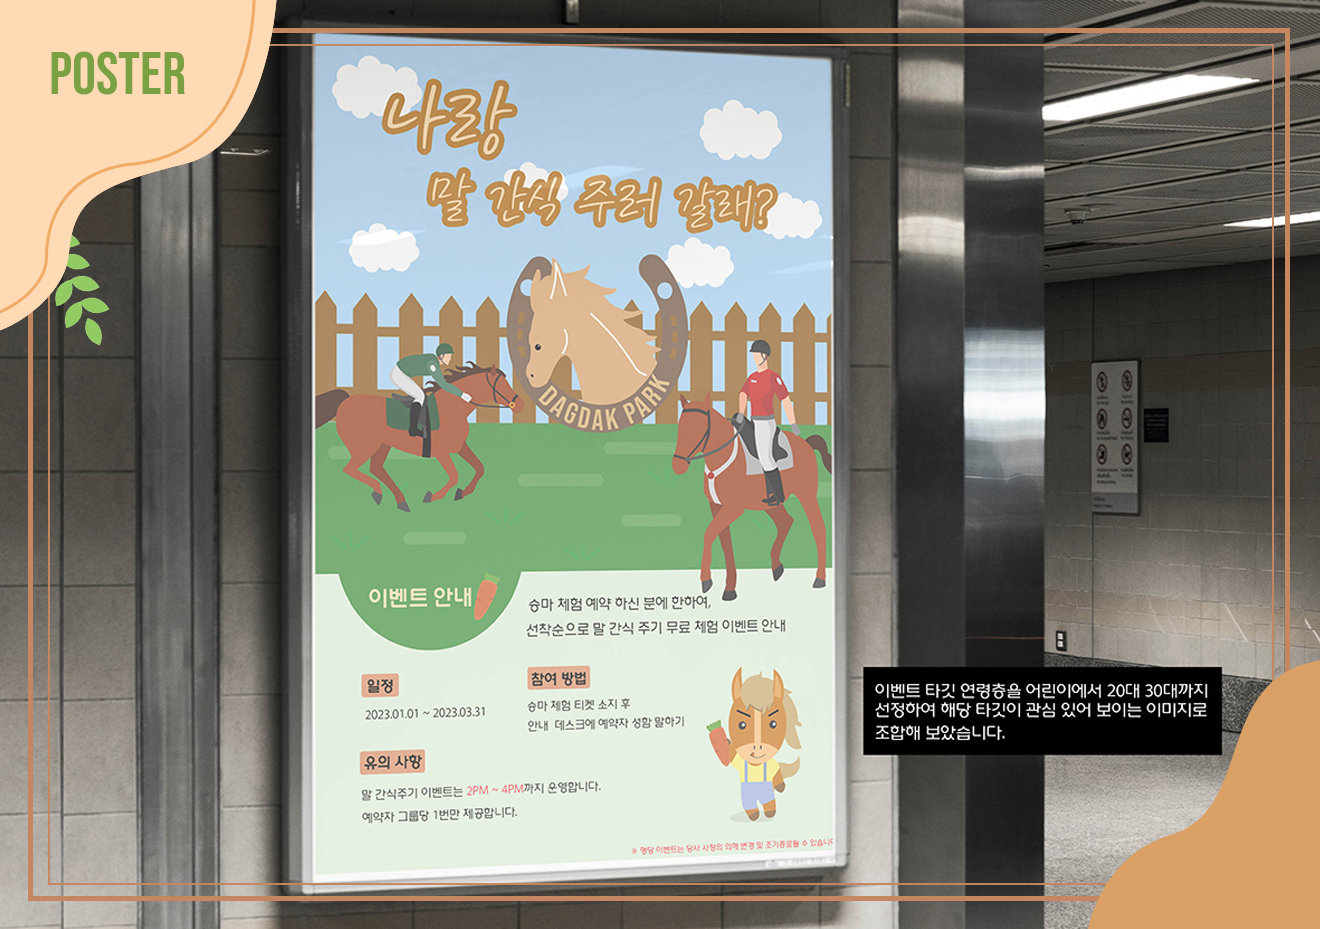 POSTER
나랑
말 간식 주러 갈래?
DAGDAK PARK
이벤트 안내
승마 체험 예약 하신 분에 한하여,
선착순으로 말 간식 주기 무료 체험 이벤트 안내
일정
2023.01.01 ~ 2023.03.31
참여 방법
승마 체험 티켓 소지 후
안내 데스크에 예약자 성함 말하기
유의 사항
말 간식주기 이벤트는 2PM ~ 4PM까지 운영합니다.
예약자 그룹당 1번만 제공합니다.
※ 해당 이벤트는 당사 사정의 의해 변경 및 조기종료될 수 있습니다
이벤트 타깃 연령층을 어린이에서 20대 30대까지
선정하여 해당 타깃이 관심 있어 보이는 이미지로
조합해 보았습니다.